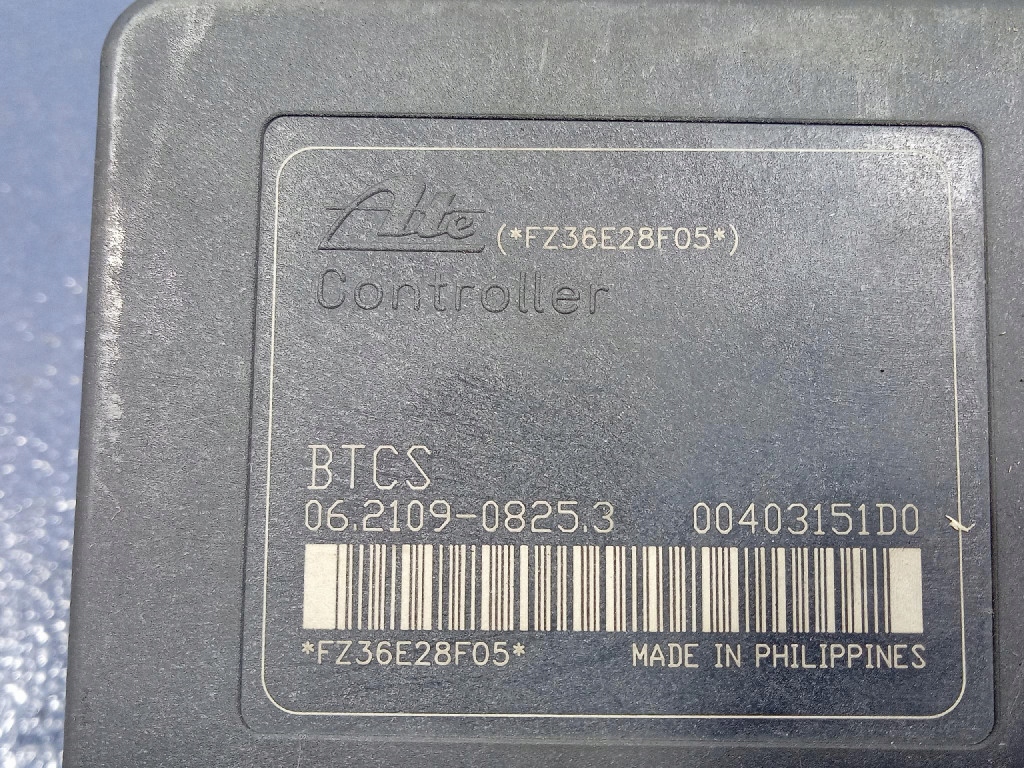 Ate (*FZ36E28F05*)
Controller
BTCS
06.2109-0825.3 00403151D0
*FZ36E28F05* MADE IN PHILIPPINES